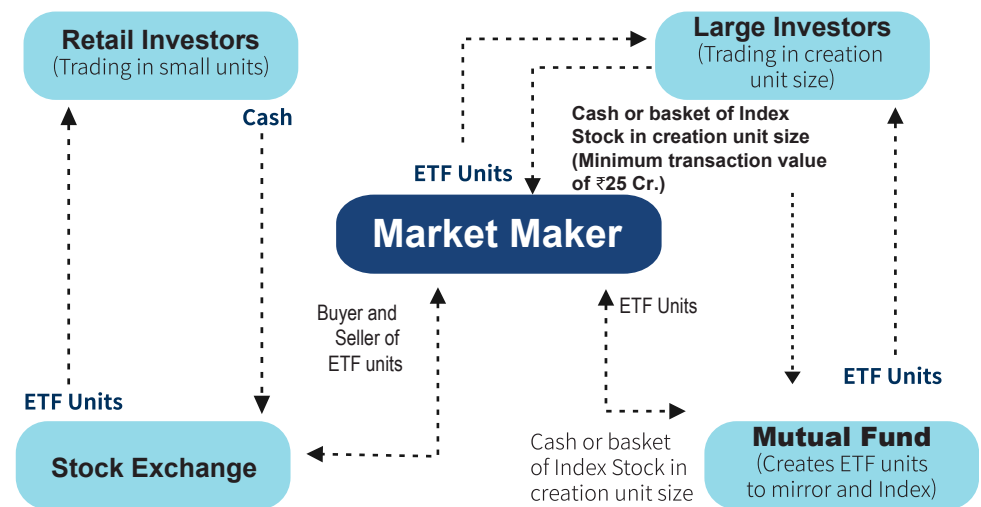 Retail Investors
(Trading in small units)
Cash
ETF Units
Stock Exchange
Large Investors
(Trading in creation
unit size)
Cash or basket of Index
Stock in creation unit size
(Minimum transaction value
of ₹25 Cr.)
ETF Units
Market Maker
Buyer and
Seller of
ETF units
ETF Units
Cash or basket
of Index Stock in
creation unit size
ETF Units
Mutual Fund
(Creates ETF units
to mirror and Index)